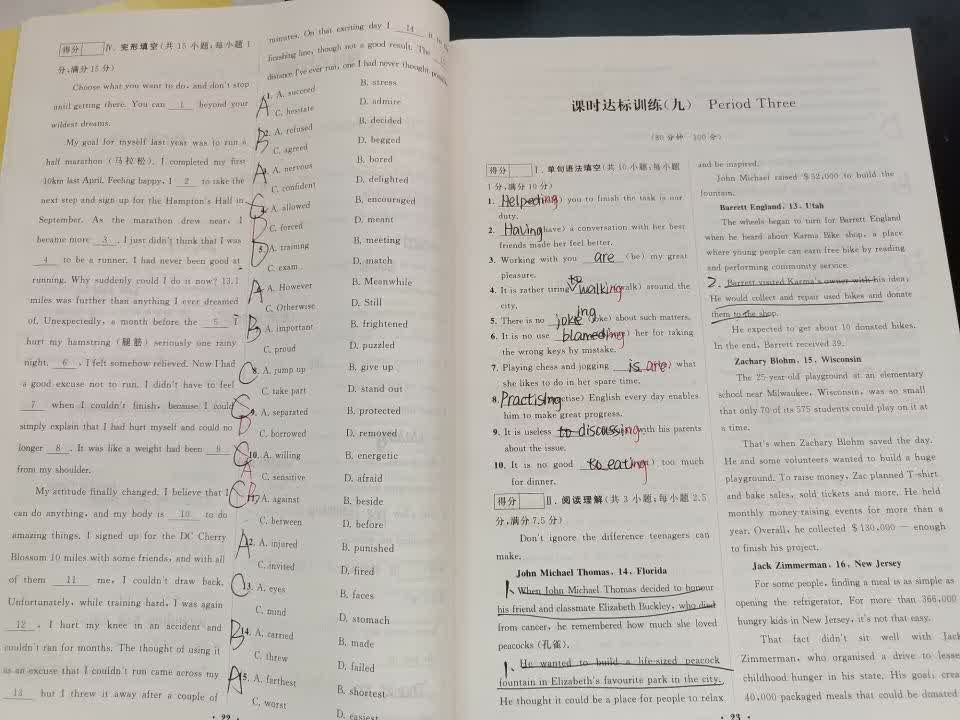 得分 Ⅳ. 完形填空(共 15 小题,每小题 1
分,满分 15 分)
Choose what you want to do, and don't stop
until getting there. You can 1 beyond your
wildest dreams.
My goal for myself last year was to run a
half marathon (马拉松). I completed my first
10km last April. Feeling happy, I 2 to take the
next step and sign up for the Hampton's Half in
September. As the marathon drew near, I
became more 3 . I just didn't think that I was
4 to be a runner. I had never been good at
running. Why suddenly could I do it now? 13.1
miles was further than anything I ever dreamed
of. Unexpectedly, a month before the 5 I
hurt my hamstring (腿筋) seriously one rainy
night. 6 , I felt somewhat relieved. Now I had
a good excuse not to run. I didn't have to feel
7 when I couldn't finish, because I could
simply explain that I had hurt myself and could no
longer 8 . It was like a weight had been 9
from my shoulder.
My attitude finally changed. I believe that I
can do anything, and my body is 10 to do
amazing things. I signed up for the DC Cherry
Blossom 10 miles with some friends, and with all
of them 11 me, I couldn't draw back.
Unfortunately, while training hard, I was again
12 . I hurt my knee in an accident and
couldn't ran for months. The thought of using it
as an excuse that I couldn't run came across my
13 but I threw it away after a couple of
· 22 ·
minutes. On that exciting day I 14 it to the
finishing line, though not a good result. The
distance I've ever run, one I had never thought
A 1. A. succeed B. stress
C. hesitate D. admire
B 2. A. refused B. decided
C. agreed D. begged
A 3. A. nervous B. bored
C. confident D. delighted
C 4. A. allowed B. encouraged
C. forced D. meant
5. A. training B. meeting
C. exam D. match
A 6. A. However B. Meanwhile
C. Otherwise D. Still
B 7. A. important B. frightened
C. proud D. puzzled
C 8. A. jump up B. give up
C. take part D. stand out
C D 9. A. separated B. protected
C. borrowed D. removed
C A 10. A. willing B. energetic
C. sensitive D. afraid
C B 11. A. against B. beside
C. between D. before
A 12. A. injured B. punished
C. invited D. fired
C 13. A. eyes B. faces
C. mind D. stomach
B 14. A. carried B. made
C. threw D. failed
A 15. A. farthest B. shortest
C. worst D. easiest
课时达标训练(九) Period Three
(80 分钟 100 分)
得分 Ⅰ. 单句语法填空(共 10 小题,每小题
1 分,满分 10 分)
1. Helping ) you to finish the task is our
duty.
2. Having have) a conversation with her best
friends made her feel better.
3. Working with you are (be) my great
pleasure.
4. It is rather tiring to walking walk) around the
city.
5. There is no jokeing joke) about such matters.
6. It is no use blameding her for taking
the wrong keys by mistake.
7. Playing chess and jogging is are ) what
she likes to do in her spare time.
8. Practising ctise) English every day enables
him to make great progress.
9. It is useless to discussing with his parents
about the issue.
10. It is no good to eating ) too much
for dinner.
得分 Ⅱ. 阅读理解(共 3 小题,每小题 2.5
分,满分 7.5 分)
Don't ignore the difference teenagers can
make.
John Michael Thomas, 14, Florida
1. When John Michael Thomas decided to honour
his friend and classmate Elizabeth Buckley, who died
from cancer, he remembered how much she loved
peacocks (孔雀).
1. He wanted to build a life-sized peacock
fountain in Elizabeth's favourite park in the city.
He thought it could be a place for people to relax
· 23 ·
and be inspired.
John Michael raised $52,000 to build the
fountain.
Barrett England, 13, Utah
The wheels began to turn for Barrett England
when he heard about Karma Bike shop, a place
where young people can earn free bike by reading
and performing community service.
2. Barrett visited Karma's owner with his idea:
He would collect and repair used bikes and donate
them to the shop.
He expected to get about 10 donated bikes.
In the end, Barrett received 39.
Zachary Blohm, 15, Wisconsin
The 25-year-old playground at an elementary
school near Milwaukee, Wisconsin, was so small
that only 70 of its 575 students could play on it at
a time.
That's when Zachary Blohm saved the day.
He and some volunteers wanted to build a huge
playground. To raise money, Zac planned T-shirt
and bake sales, sold tickets and more. He held
monthly money-raising events for more than a
year. Overall, he collected $130,000 — enough
to finish his project.
Jack Zimmerman, 16, New Jersey
For some people, finding a meal is as simple as
opening the refrigerator. For more than 366,000
hungry kids in New Jersey, it's not that easy.
That fact didn't sit well with Jack
Zimmerman, who organised a drive to lessen
childhood hunger in his state. His goal: crea
40,000 packaged meals that could be donated